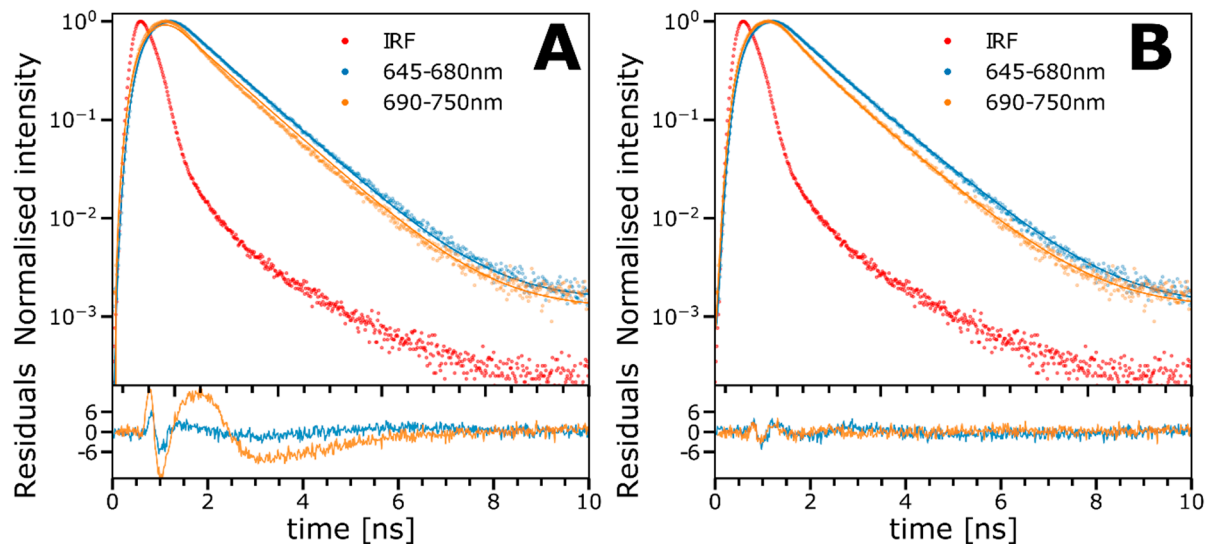 A
IRF
645-680nm
690-750nm
Normalised intensity
10⁰
10⁻¹
10⁻²
10⁻³
Residuals
6
0
-6
0 2 4 6 8 10
time [ns]
B
IRF
645-680nm
690-750nm
Normalised intensity
10⁰
10⁻¹
10⁻²
10⁻³
Residuals
6
0
-6
0 2 4 6 8 10
time [ns]